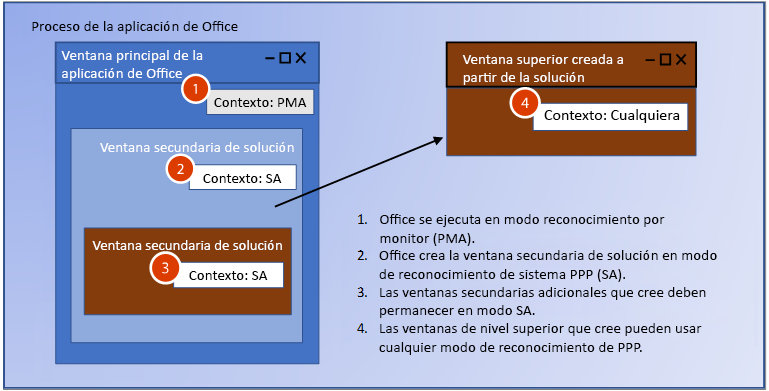 Proceso de la aplicación de Office
Ventana principal de la
aplicación de Office
1
Contexto: PMA
Ventana secundaria de solución
2
Contexto: SA
Ventana secundaria de solución
3
Contexto: SA
Ventana superior creada a
partir de la solución
4
Contexto: Cualquiera
1. Office se ejecuta en modo reconocimiento por
monitor (PMA).
2. Office crea la ventana secundaria de solución en modo
de reconocimiento de sistema PPP (SA).
3. Las ventanas secundarias adicionales que cree deben
permanecer en modo SA.
4. Las ventanas de nivel superior que cree pueden usar
cualquier modo de reconocimiento de PPP.